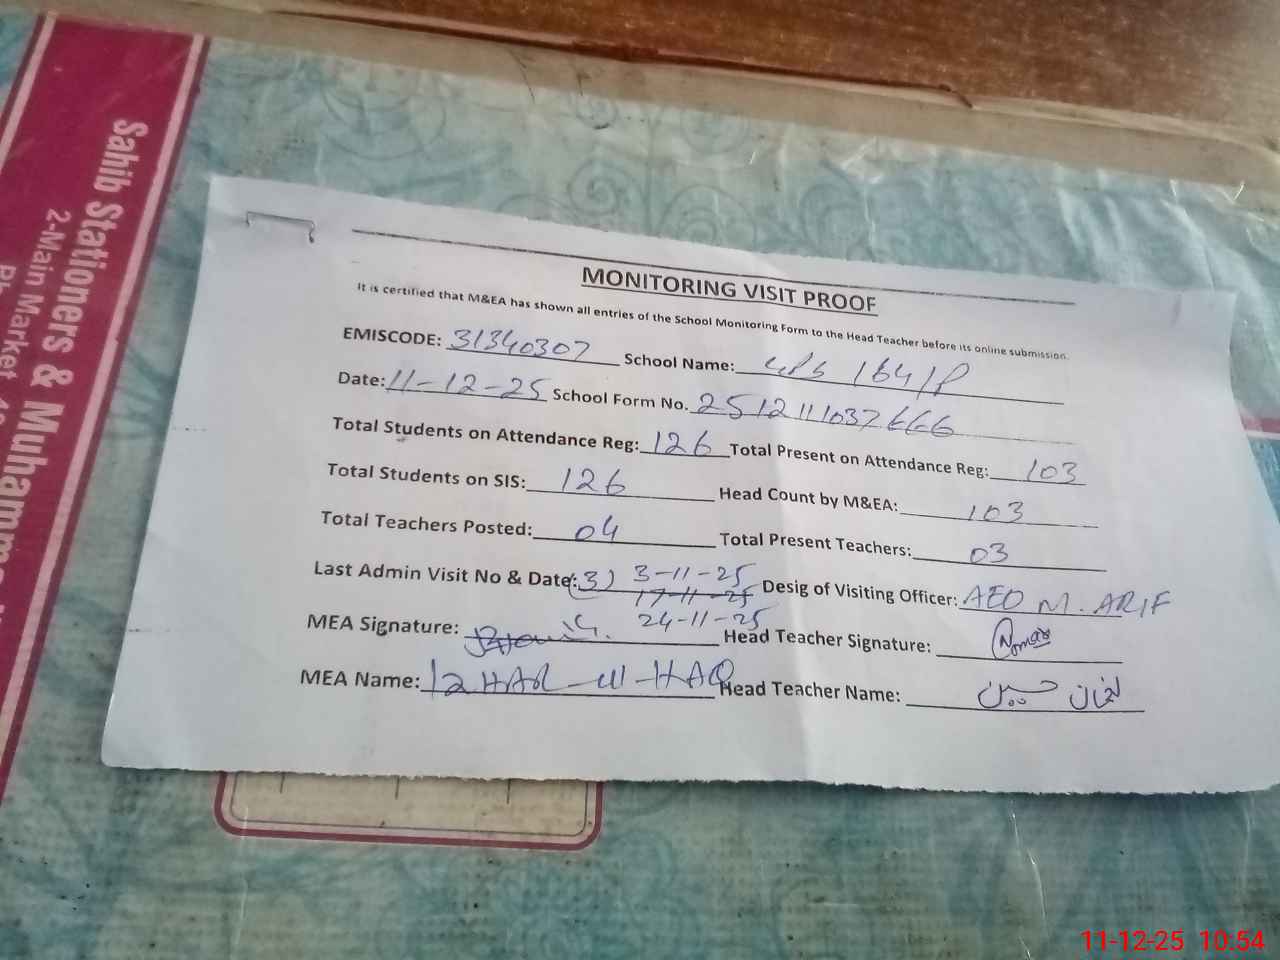 Sahib Stationers & Muhamm
2-Main Market
MONITORING VISIT PROOF
It is certified that M&EA has shown all entries of the School Monitoring Form to the Head Teacher before its online submission.
EMISCODE: 31340307 School Name: GPS 164/P
Date: 11-12-25 School Form No. 2512111037666
Total Students on Attendance Reg: 126 Total Present on Attendance Reg: 103
Total Students on SIS: 126 Head Count by M&EA: 103
Total Teachers Posted: 04 Total Present Teachers: 03
Last Admin Visit No & Date: (3) 3-11-25 Desig of Visiting Officer: AEO M. ARIF
17-11-25
24-11-25
MEA Signature: Head Teacher Signature:
MEA Name: IZHAR-ul-HAQ Head Teacher Name: حسین
11-12-25 10:54